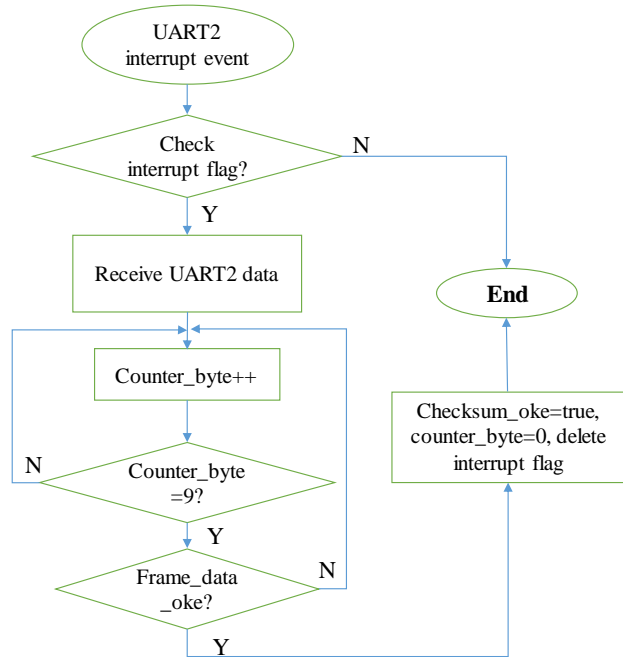 UART2
interrupt event
Check
interrupt flag?
N
Y
Receive UART2 data
End
Counter_byte++
Checksum_oke=true,
counter_byte=0, delete
interrupt flag
N
Counter_byte
=9?
Y
Frame_data
_oke?
N
Y